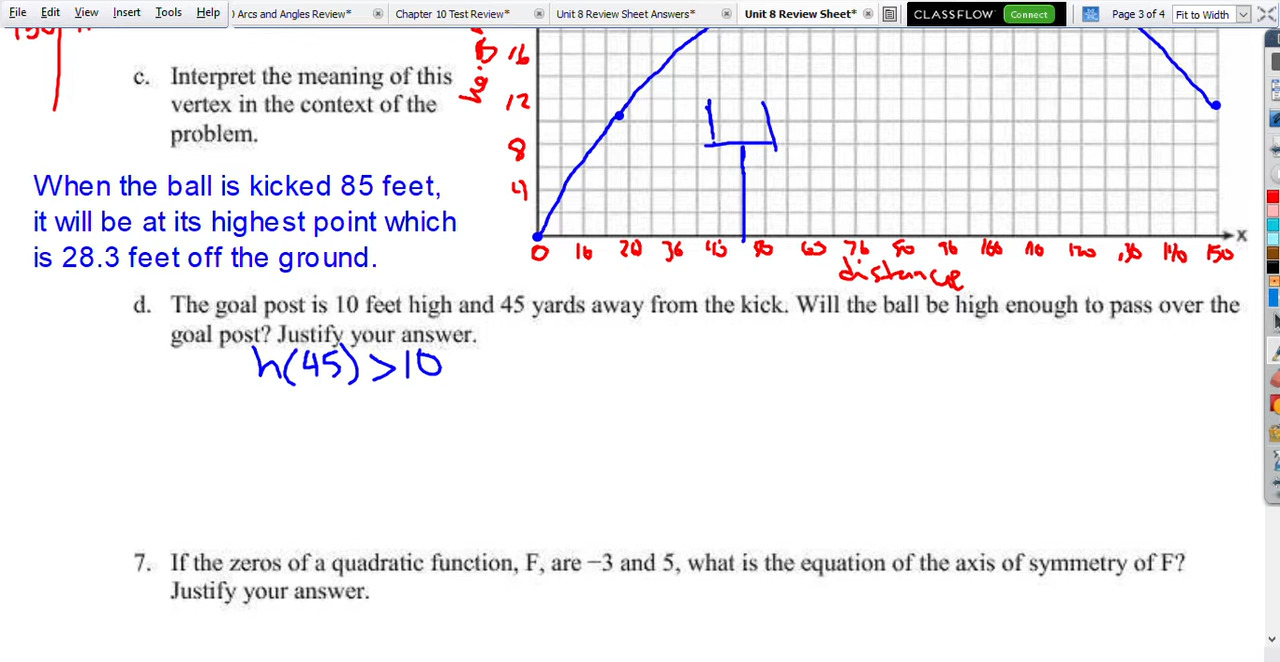 File Edit View Insert Tools Help
) Arcs and Angles Review* Chapter 10 Test Review* Unit 8 Review Sheet Answers* Unit 8 Review Sheet* CLASSFLOW Connect Page 3 of 4 Fit to Width
16
12
8
4
c. Interpret the meaning of this
vertex in the context of the
problem.
When the ball is kicked 85 feet,
it will be at its highest point which
is 28.3 feet off the ground.
x
0 10 20 30 40 50 60 70 80 90 100 110 120 130 140 150
distance
d. The goal post is 10 feet high and 45 yards away from the kick. Will the ball be high enough to pass over the
goal post? Justify your answer.
h(45) > 10
7. If the zeros of a quadratic function, F, are −3 and 5, what is the equation of the axis of symmetry of F?
Justify your answer.